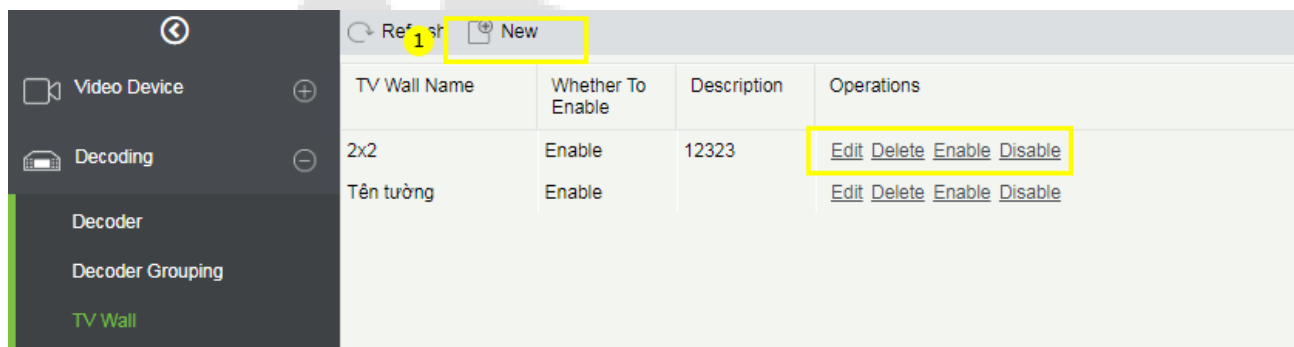 Refresh New
1
Video Device
Decoding
Decoder
Decoder Grouping
TV Wall
TV Wall Name Whether To Enable Description Operations
2x2 Enable 12323 Edit Delete Enable Disable
Tên tường Enable Edit Delete Enable Disable